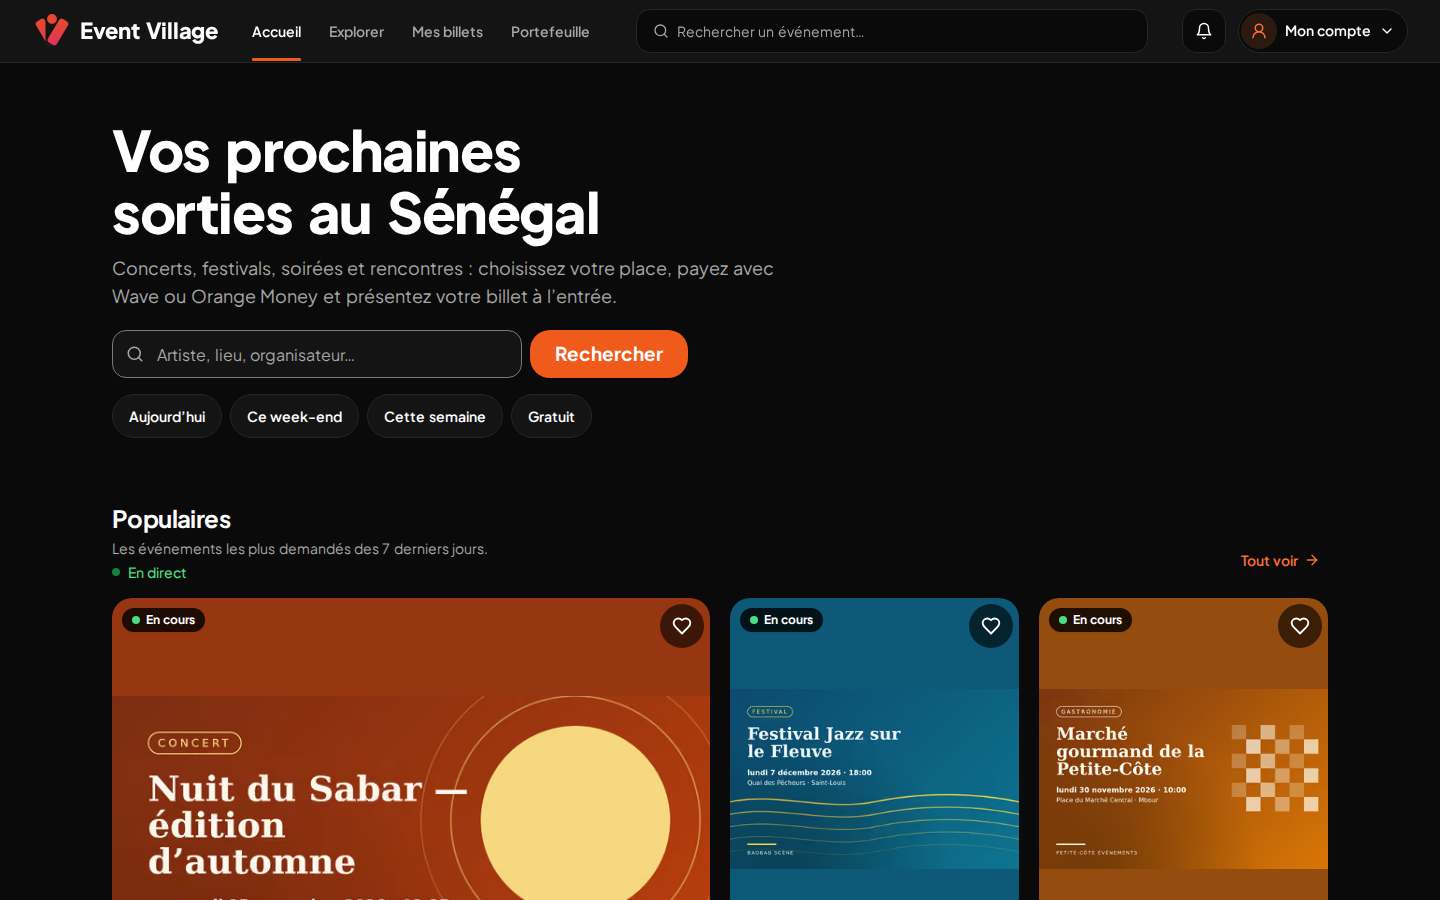 Event Village
Accueil
Explorer
Mes billets
Portefeuille
Rechercher un événement…
Mon compte
Vos prochaines
sorties au Sénégal
Concerts, festivals, soirées et rencontres : choisissez votre place, payez avec
Wave ou Orange Money et présentez votre billet à l’entrée.
Artiste, lieu, organisateur…
Rechercher
Aujourd’hui
Ce week-end
Cette semaine
Gratuit
Populaires
Les événements les plus demandés des 7 derniers jours.
En direct
Tout voir
En cours
CONCERT
Nuit du Sabar —
édition
d’automne
En cours
FESTIVAL
Festival Jazz sur
le Fleuve
lundi 7 décembre 2026 · 18:00
Quai des Pêcheurs · Saint-Louis
BAOBAB SCÈNE
En cours
GASTRONOMIE
Marché
gourmand de la
Petite-Côte
lundi 30 novembre 2026 · 10:00
Place du Marché Central · Mbour
PETITE-CÔTE ÉVÉNEMENTS